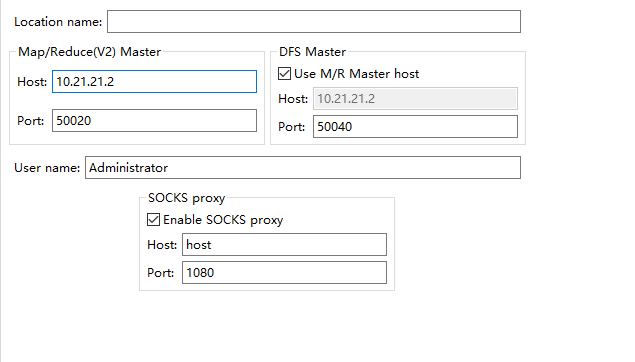 Location name:
Map/Reduce(V2) Master
Host: 10.21.21.2
Port: 50020
DFS Master
Use M/R Master host
Host: 10.21.21.2
Port: 50040
User name: Administrator
SOCKS proxy
Enable SOCKS proxy
Host: host
Port: 1080